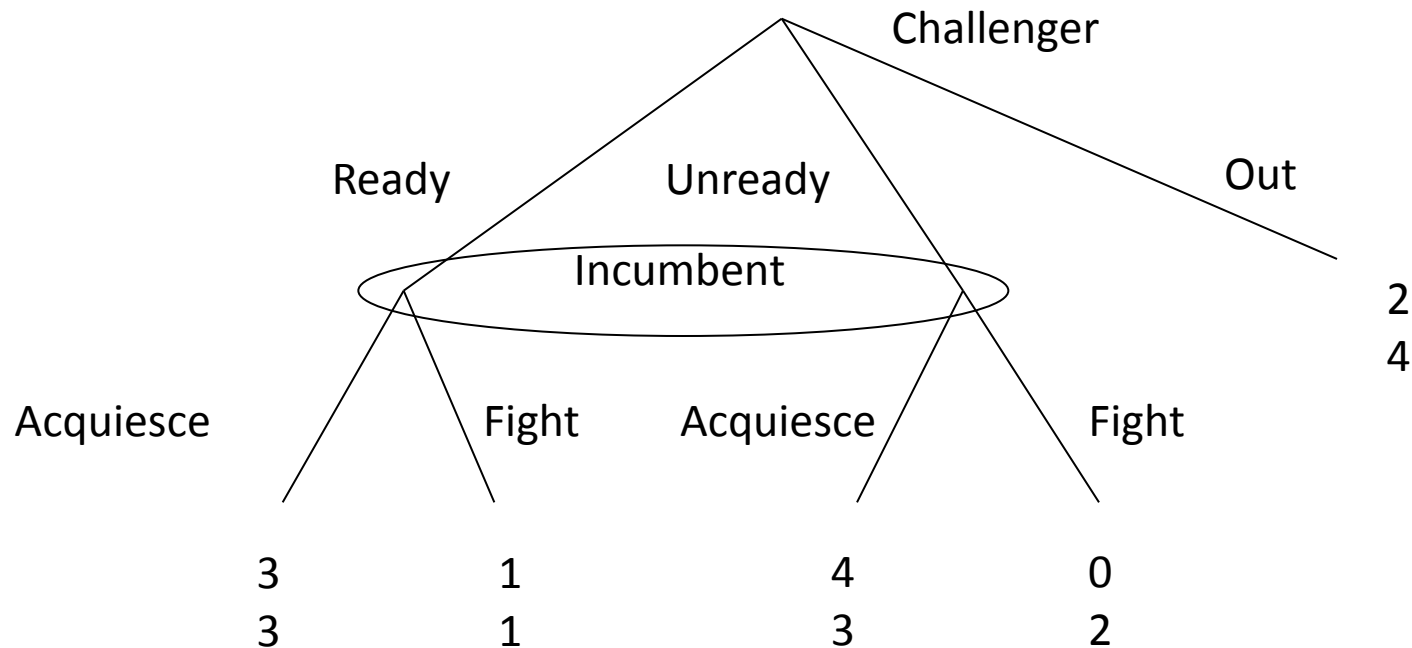 Challenger
Ready Unready Out
Incumbent
2
4
Acquiesce Fight Acquiesce Fight
3 1 4 0
3 1 3 2